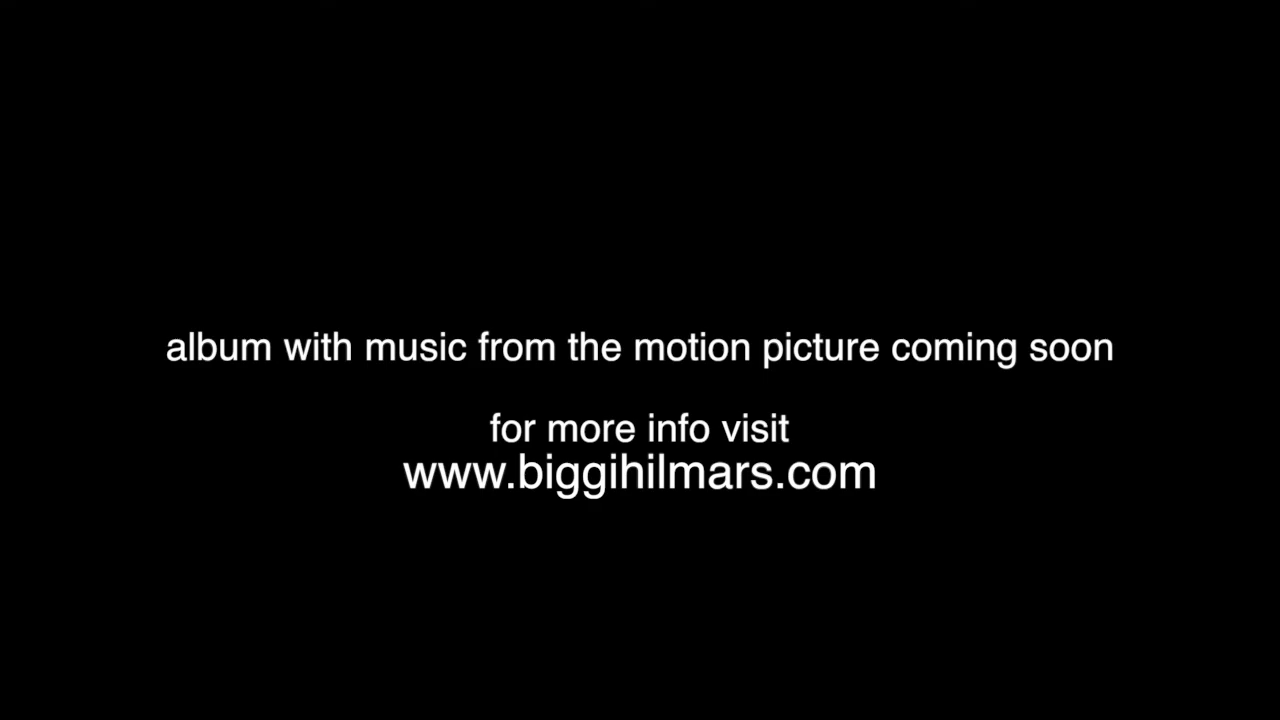 album with music from the motion picture coming soon
for more info visit
www.biggihilmars.com